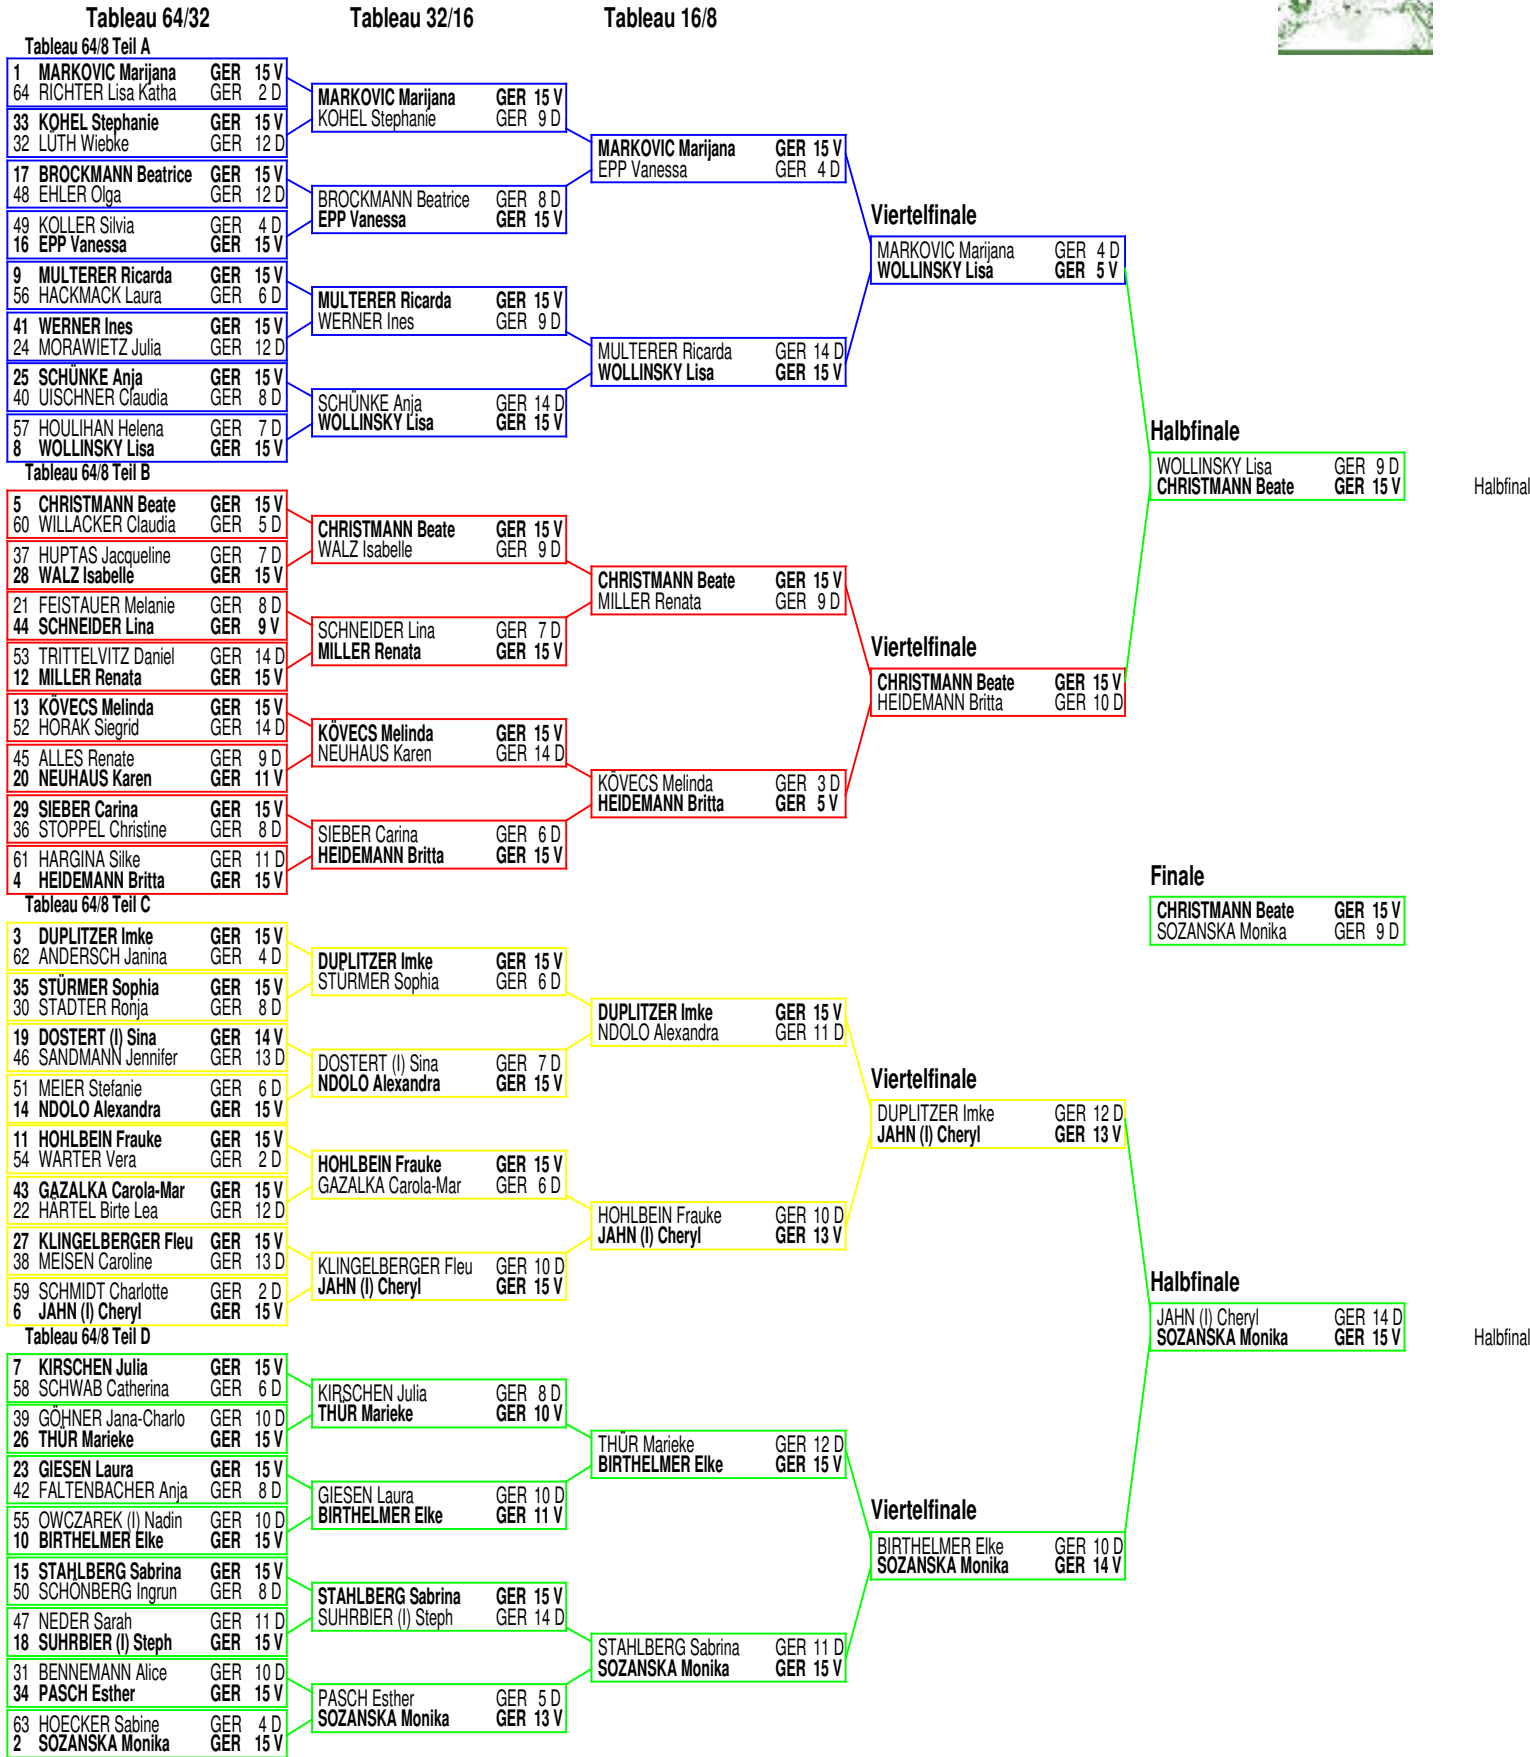 Tableau 64/32 Tableau 32/16 Tableau 16/8
Tableau 64/8 Teil A
1 MARKOVIC Marijana GER 15 V
64 RICHTER Lisa Katha GER 2 D
33 KOHEL Stephanie GER 15 V
32 LÜTH Wiebke GER 12 D
17 BROCKMANN Beatrice GER 15 V
48 EHLER Olga GER 12 D
49 KOLLER Silvia GER 4 D
16 EPP Vanessa GER 15 V
9 MULTERER Ricarda GER 15 V
56 HACKMACK Laura GER 6 D
41 WERNER Ines GER 15 V
24 MORAWIETZ Julia GER 12 D
25 SCHÜNKE Anja GER 15 V
40 UISCHNER Claudia GER 8 D
57 HOULIHAN Helena GER 7 D
8 WOLLINSKY Lisa GER 15 V
Tableau 64/8 Teil B
5 CHRISTMANN Beate GER 15 V
60 WILLACKER Claudia GER 5 D
37 HUPTAS Jacqueline GER 7 D
28 WALZ Isabelle GER 15 V
21 FEISTAUER Melanie GER 8 D
44 SCHNEIDER Lina GER 9 V
53 TRITTELVITZ Daniel GER 14 D
12 MILLER Renata GER 15 V
13 KÖVECS Melinda GER 15 V
52 HORAK Siegrid GER 14 D
45 ALLES Renate GER 9 D
20 NEUHAUS Karen GER 11 V
29 SIEBER Carina GER 15 V
36 STOPPEL Christine GER 8 D
61 HARGINA Silke GER 11 D
4 HEIDEMANN Britta GER 15 V
Tableau 64/8 Teil C
3 DUPLITZER Imke GER 15 V
62 ANDERSCH Janina GER 4 D
35 STÜRMER Sophia GER 15 V
30 STADTER Ronja GER 8 D
19 DOSTERT (I) Sina GER 14 V
46 SANDMANN Jennifer GER 13 D
51 MEIER Stefanie GER 6 D
14 NDOLO Alexandra GER 15 V
11 HOHLBEIN Frauke GER 15 V
54 WARTER Vera GER 2 D
43 GAZALKA Carola-Mar GER 15 V
22 HÄRTEL Birte Lea GER 12 D
27 KLINGELBERGER Fleu GER 15 V
38 MEISEN Caroline GER 13 D
59 SCHMIDT Charlotte GER 2 D
6 JAHN (I) Cheryl GER 15 V
Tableau 64/8 Teil D
7 KIRSCHEN Julia GER 15 V
58 SCHWAB Catherina GER 6 D
39 GÖHNER Jana-Charlo GER 10 D
26 THÜR Marieke GER 15 V
23 GIESEN Laura GER 15 V
42 FALTENBACHER Anja GER 8 D
55 OWCZAREK (I) Nadin GER 10 D
10 BIRTHELMER Elke GER 15 V
15 STAHLBERG Sabrina GER 15 V
50 SCHÖNBERG Ingrun GER 8 D
47 NEDER Sarah GER 11 D
18 SUHRBIER (I) Steph GER 15 V
31 BENNEMANN Alice GER 10 D
34 PASCH Esther GER 15 V
63 HOECKER Sabine GER 4 D
2 SOZANSKA Monika GER 15 V
MARKOVIC Marijana GER 15 V
KOHEL Stephanie GER 9 D
BROCKMANN Beatrice GER 8 D
EPP Vanessa GER 15 V
MULTERER Ricarda GER 15 V
WERNER Ines GER 9 D
SCHÜNKE Anja GER 14 D
WOLLINSKY Lisa GER 15 V
CHRISTMANN Beate GER 15 V
WALZ Isabelle GER 9 D
SCHNEIDER Lina GER 7 D
MILLER Renata GER 15 V
KÖVECS Melinda GER 15 V
NEUHAUS Karen GER 14 D
SIEBER Carina GER 6 D
HEIDEMANN Britta GER 15 V
DUPLITZER Imke GER 15 V
STÜRMER Sophia GER 6 D
DOSTERT (I) Sina GER 7 D
NDOLO Alexandra GER 15 V
HOHLBEIN Frauke GER 15 V
GAZALKA Carola-Mar GER 6 D
KLINGELBERGER Fleu GER 10 D
JAHN (I) Cheryl GER 15 V
KIRSCHEN Julia GER 8 D
THÜR Marieke GER 10 V
GIESEN Laura GER 10 D
BIRTHELMER Elke GER 11 V
STAHLBERG Sabrina GER 15 V
SUHRBIER (I) Steph GER 14 D
PASCH Esther GER 5 D
SOZANSKA Monika GER 13 V
MARKOVIC Marijana GER 15 V
EPP Vanessa GER 4 D
MULTERER Ricarda GER 14 D
WOLLINSKY Lisa GER 15 V
CHRISTMANN Beate GER 15 V
MILLER Renata GER 9 D
KÖVECS Melinda GER 3 D
HEIDEMANN Britta GER 5 V
DUPLITZER Imke GER 15 V
NDOLO Alexandra GER 11 D
HOHLBEIN Frauke GER 10 D
JAHN (I) Cheryl GER 13 V
THÜR Marieke GER 12 D
BIRTHELMER Elke GER 15 V
STAHLBERG Sabrina GER 11 D
SOZANSKA Monika GER 15 V
Viertelfinale
MARKOVIC Marijana GER 4 D
WOLLINSKY Lisa GER 5 V
Viertelfinale
CHRISTMANN Beate GER 15 V
HEIDEMANN Britta GER 10 D
Viertelfinale
DUPLITZER Imke GER 12 D
JAHN (I) Cheryl GER 13 V
Viertelfinale
BIRTHELMER Elke GER 10 D
SOZANSKA Monika GER 14 V
Halbfinale
WOLLINSKY Lisa GER 9 D
CHRISTMANN Beate GER 15 V
Halbfinal
Finale
CHRISTMANN Beate GER 15 V
SOZANSKA Monika GER 9 D
Halbfinale
JAHN (I) Cheryl GER 14 D
SOZANSKA Monika GER 15 V
Halbfinal